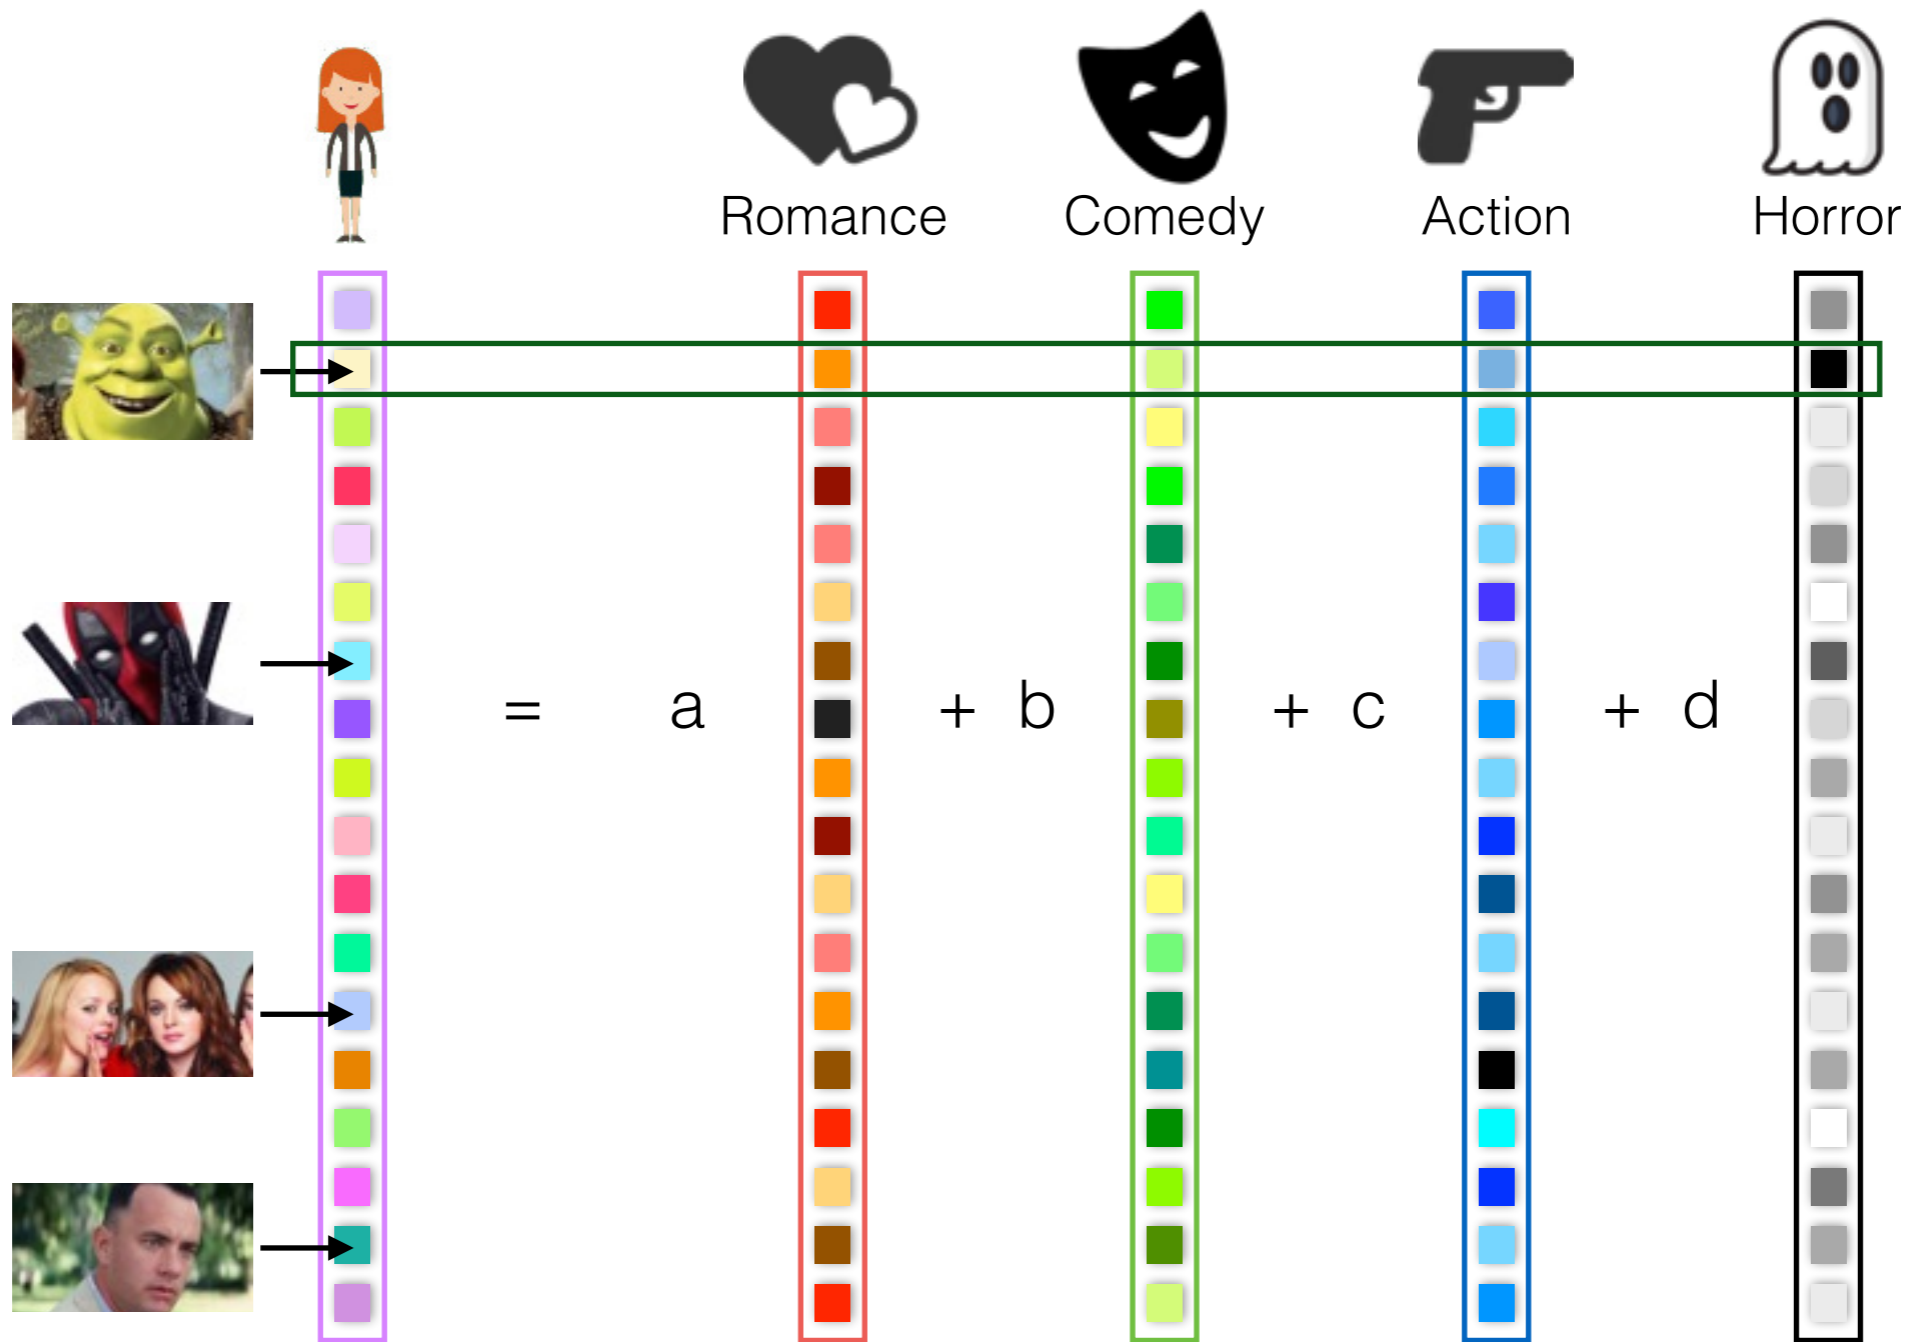 Romance Comedy Action Horror
= a + b + c + d